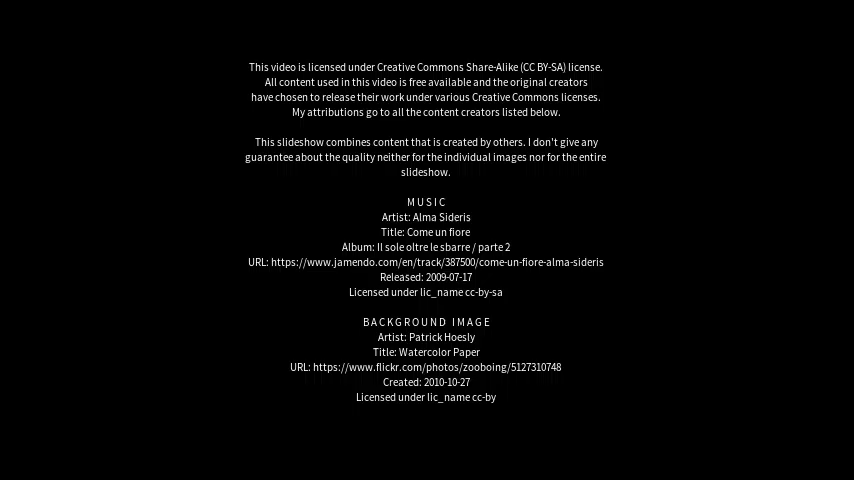 This video is licensed under Creative Commons Share-Alike (CC BY-SA) license.
All content used in this video is free available and the original creators
have chosen to release their work under various Creative Commons licenses.
My attributions go to all the content creators listed below.
This slideshow combines content that is created by others. I don't give any
guarantee about the quality neither for the individual images nor for the entire
slideshow.
MUSIC
Artist: Alma Sideris
Title: Come un fiore
Album: Il sole oltre le sbarre / parte 2
URL: https://www.jamendo.com/en/track/387500/come-un-fiore-alma-sideris
Released: 2009-07-17
Licensed under lic_name cc-by-sa
BACKGROUND IMAGE
Artist: Patrick Hoesly
Title: Watercolor Paper
URL: https://www.flickr.com/photos/zooboing/5127310748
Created: 2010-10-27
Licensed under lic_name cc-by